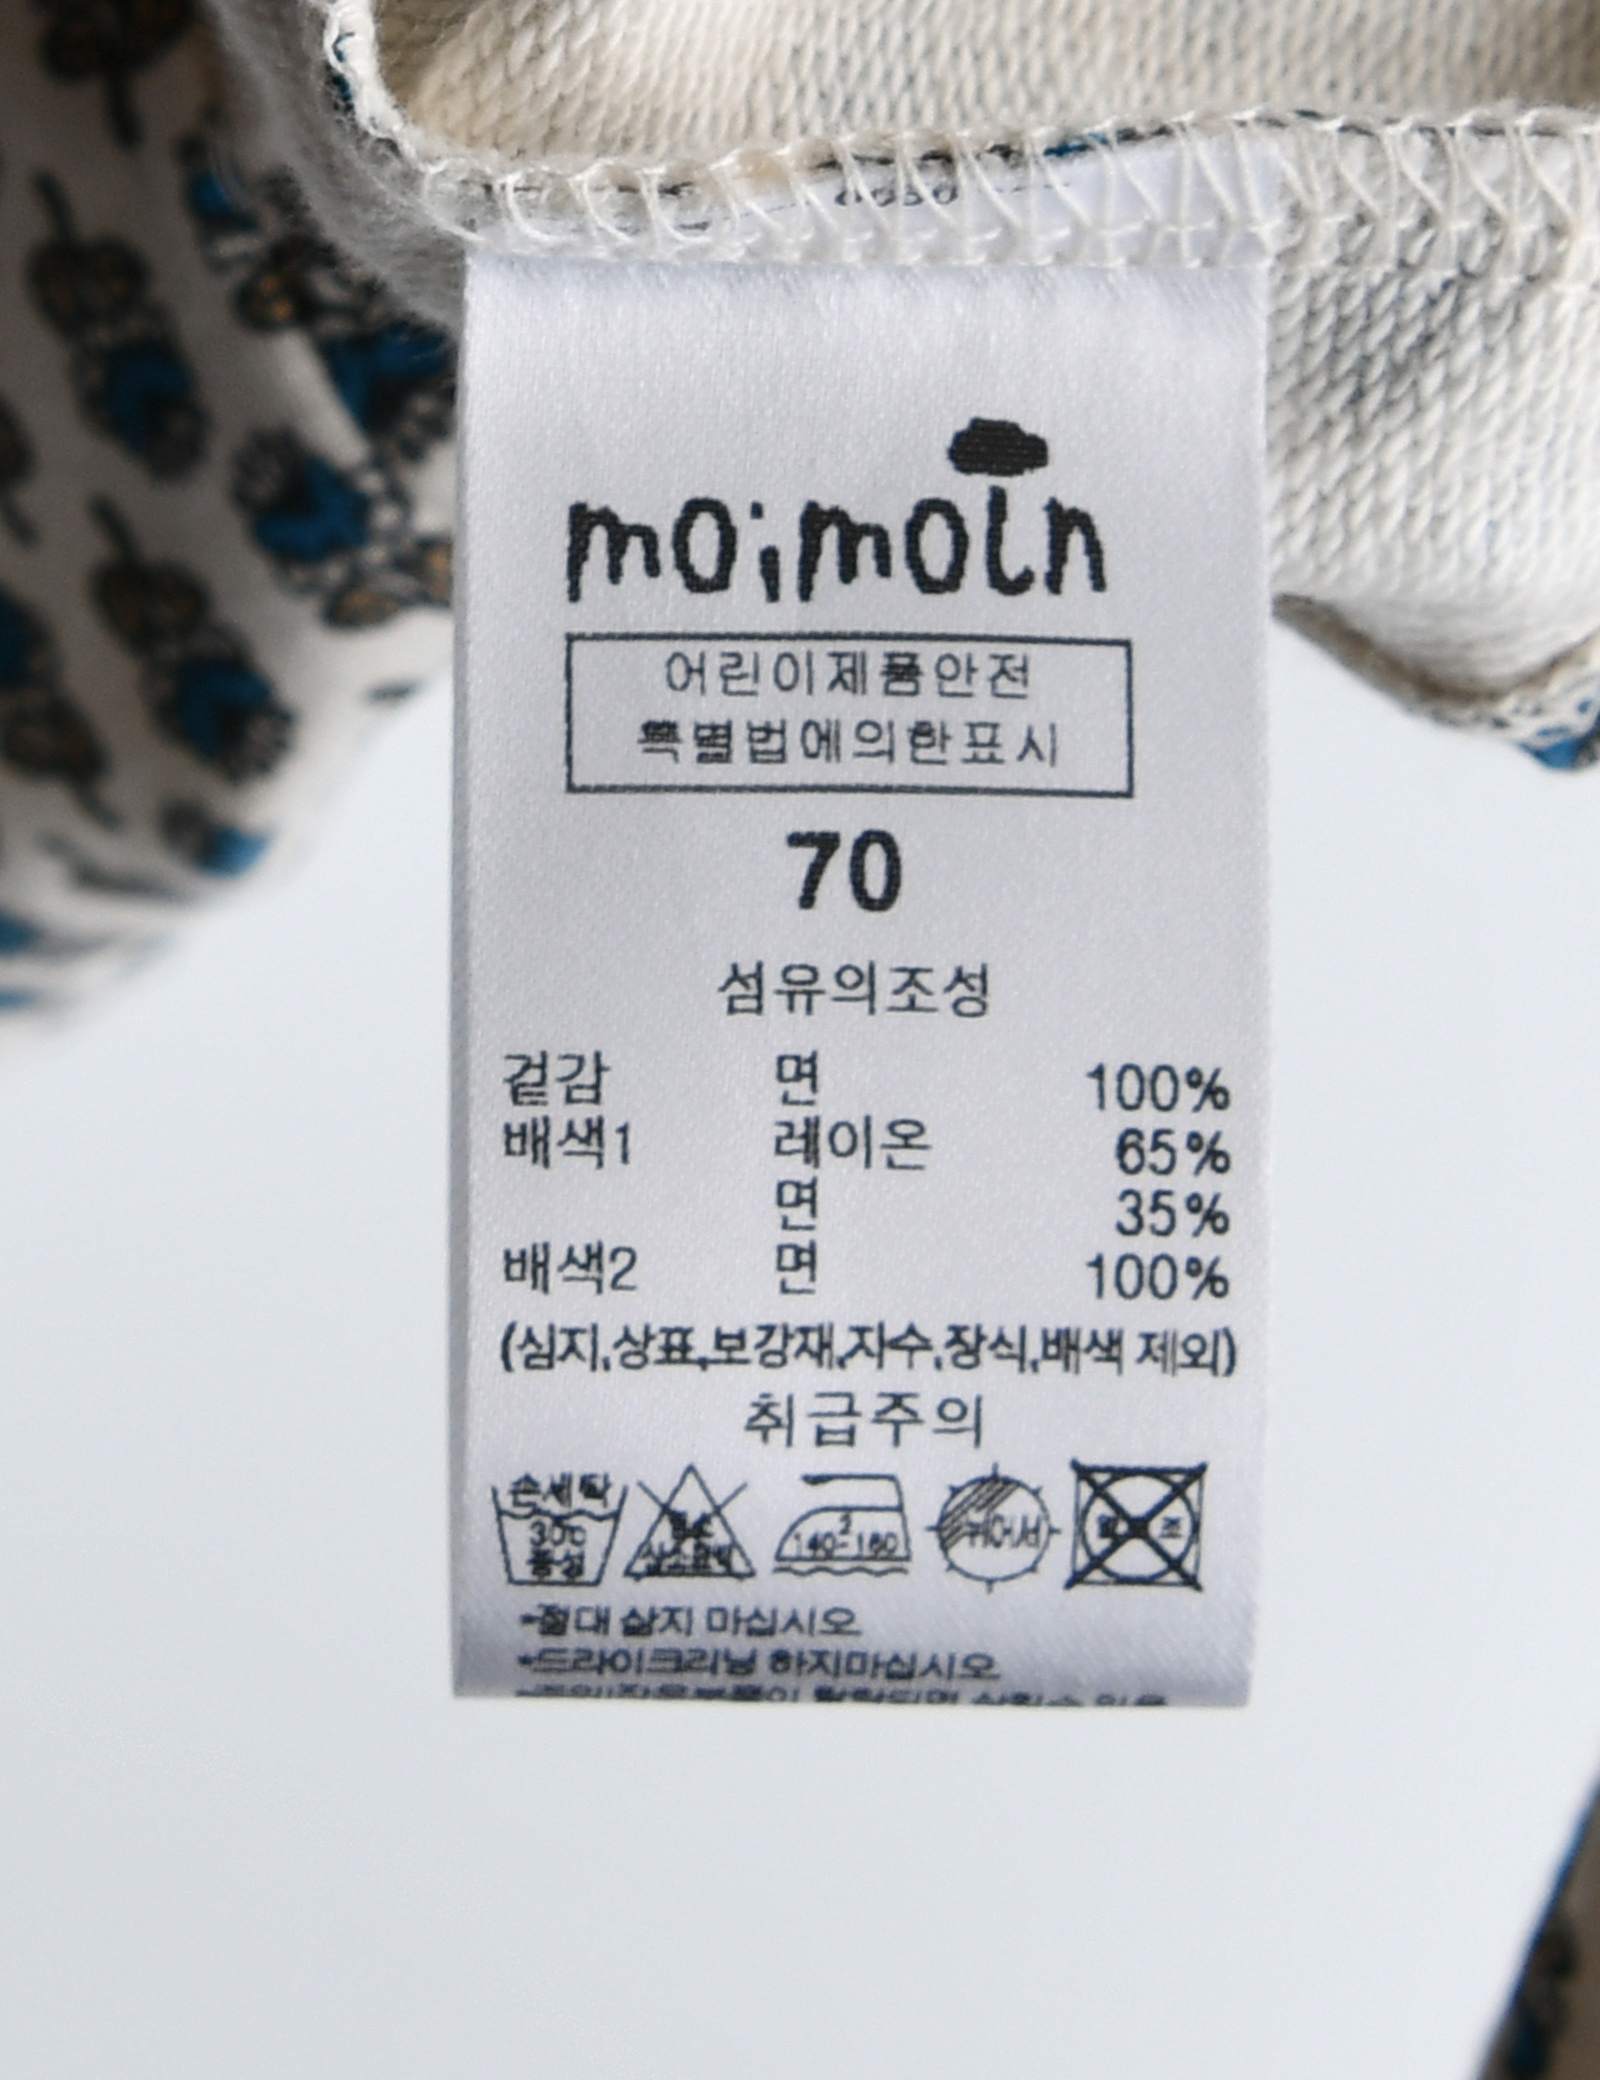 moimoln
어린이제품안전
특별법에의한표시
70
섬유의조성
겉감 면 100%
배색1 레이온 65%
면 35%
배색2 면 100%
(심지,상표,보강재,자수,장식,배색 제외)
취급주의
손세탁
30℃
중성
2
140-160
뉘어서
*절대 삶지 마십시오
*드라이크리닝 하지마십시오